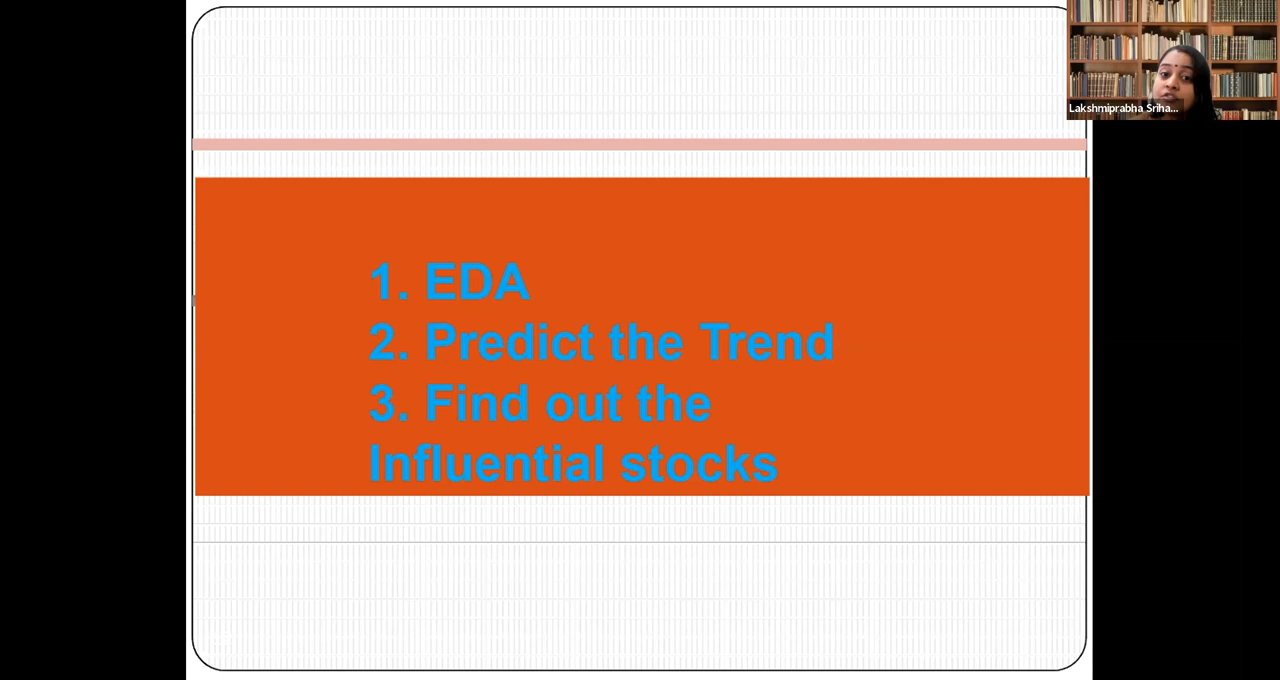 Lakshmiprabha Sriha...
1. EDA
2. Predict the Trend
3. Find out the
Influential stocks